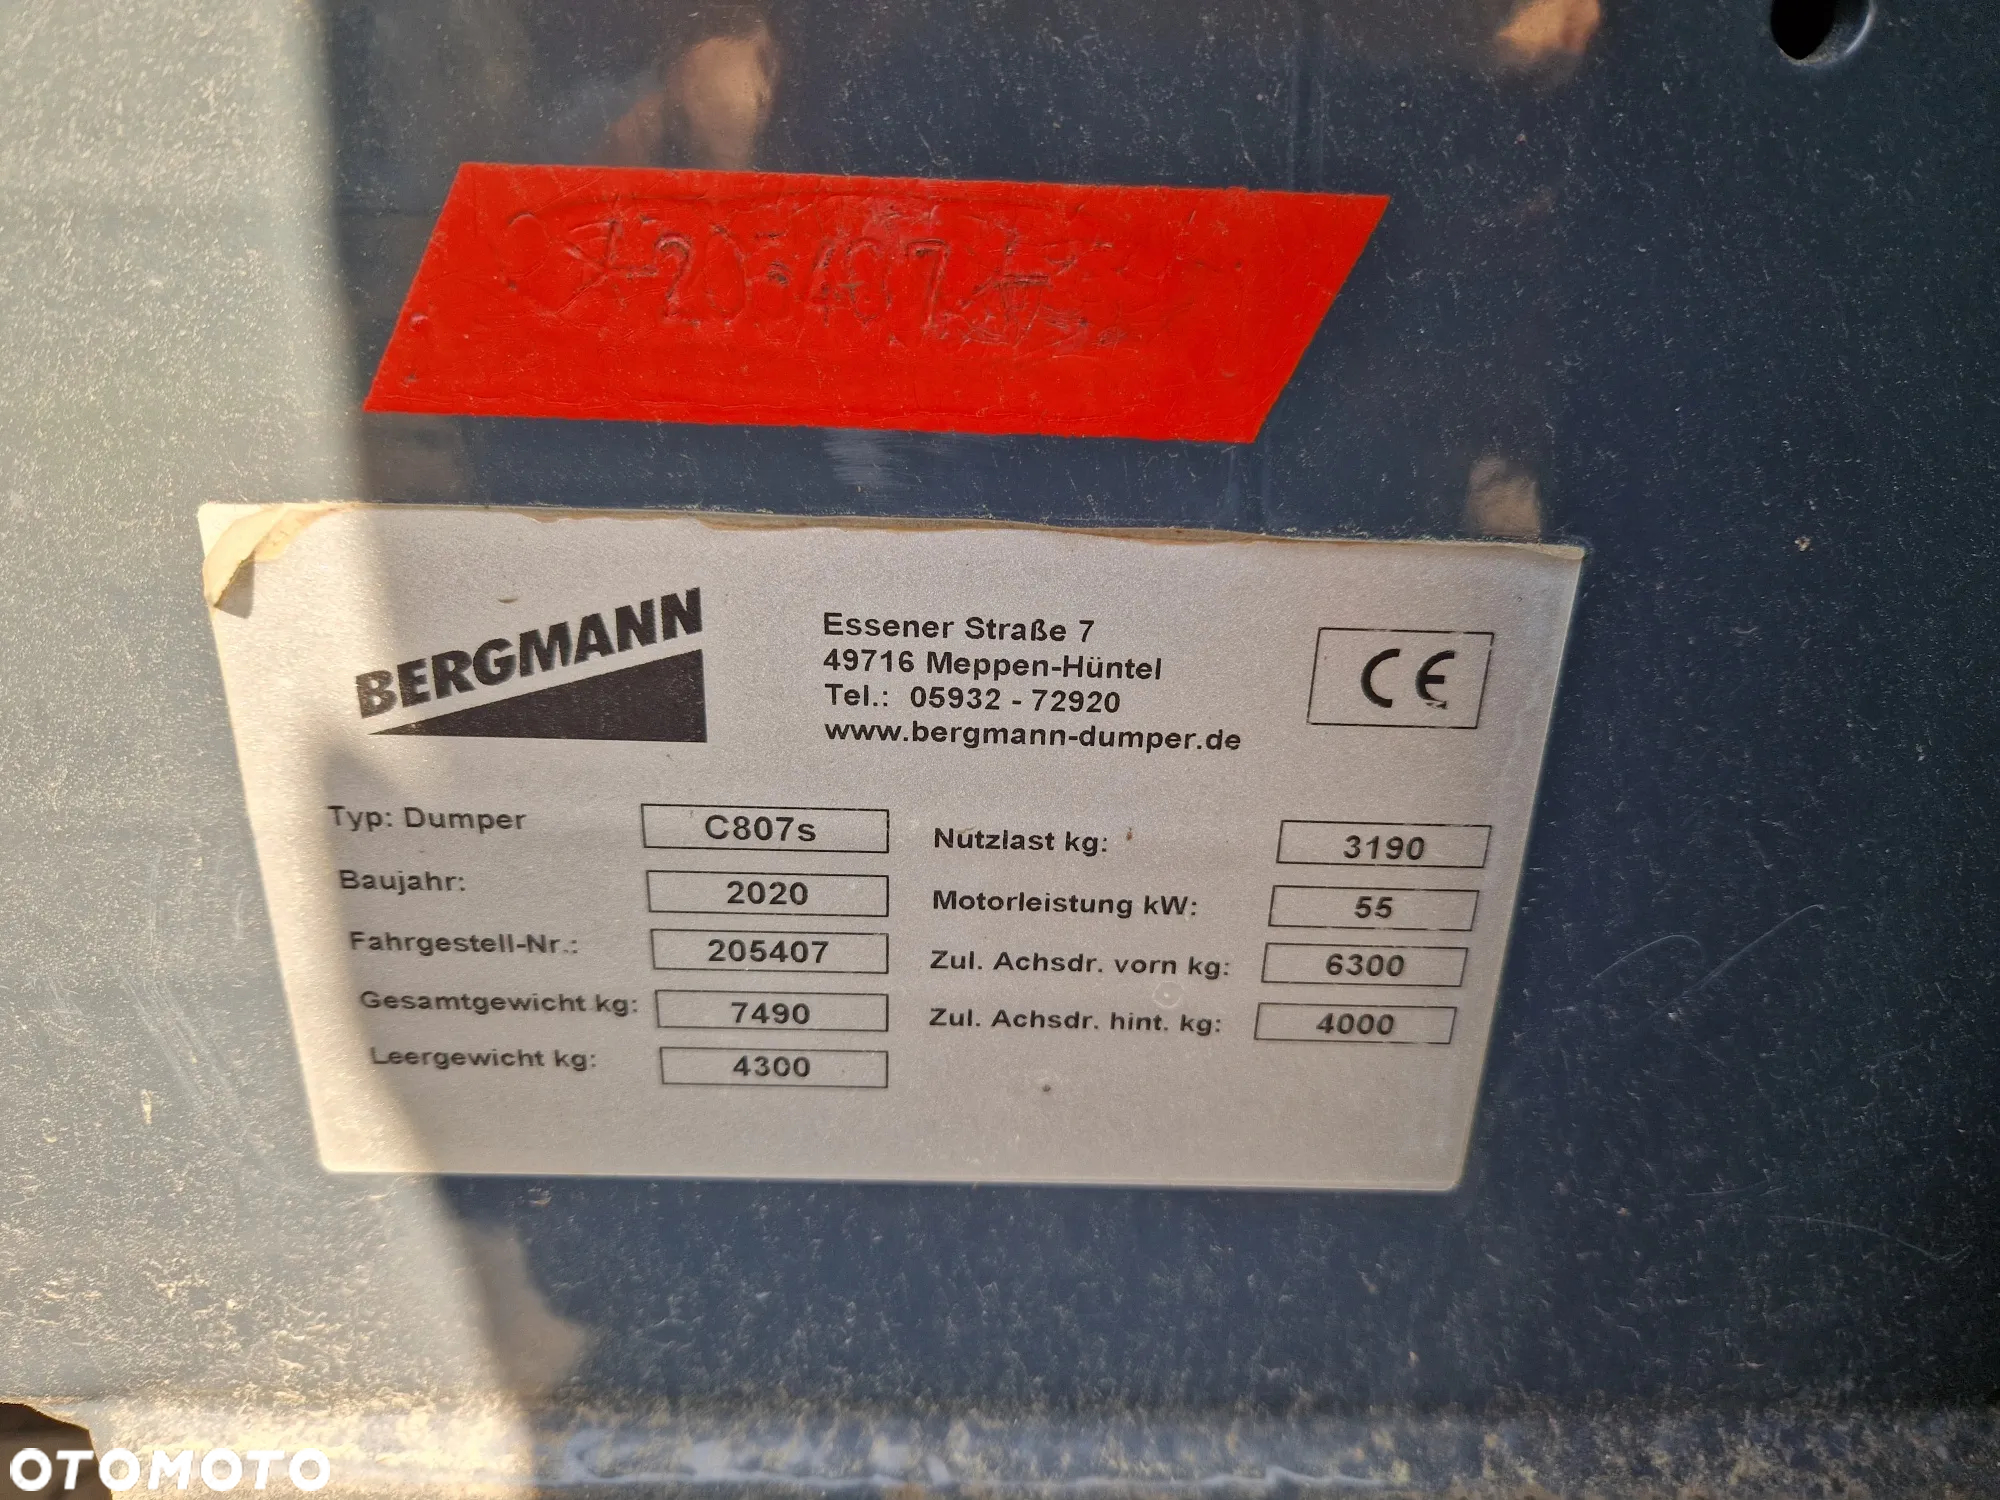 *205407*
BERGMANN
Essener Straße 7
49716 Meppen-Hüntel
Tel.: 05932 - 72920
www.bergmann-dumper.de
CE
Typ: Dumper C807s
Baujahr: 2020
Fahrgestell-Nr.: 205407
Gesamtgewicht kg: 7490
Leergewicht kg: 4300
Nutzlast kg: 3190
Motorleistung kW: 55
Zul. Achsdr. vorn kg: 6300
Zul. Achsdr. hint. kg: 4000
OTOMOTO